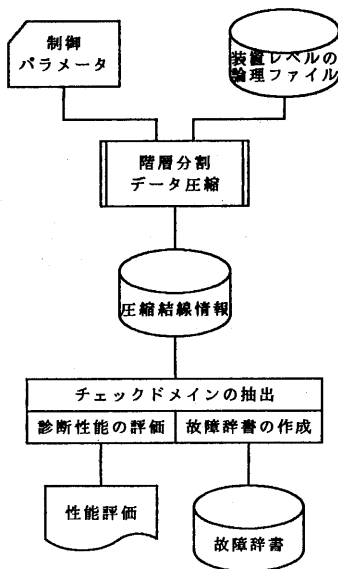 制御
パラメータ
装置レベルの
論理ファイル
階層分割
データ圧縮
圧縮結線情報
チェックドメインの抽出
診断性能の評価
故障辞書の作成
性能評価
故障辞書